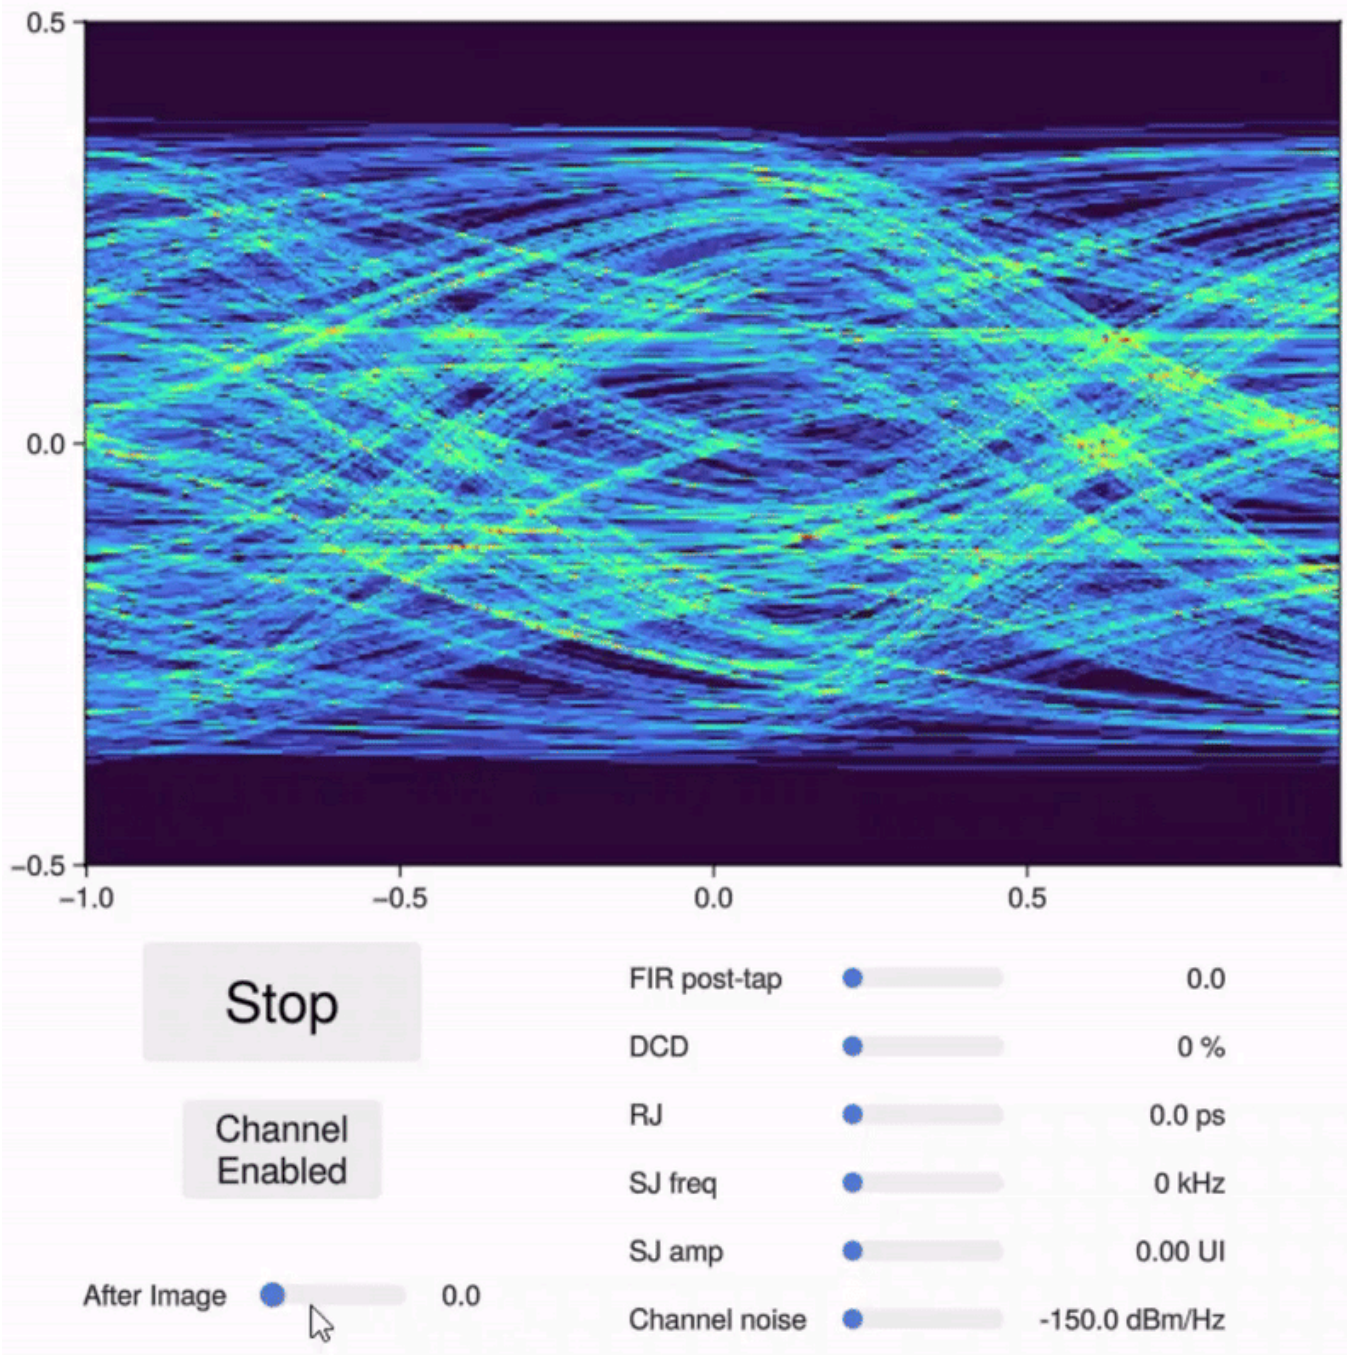 0.5
0.0
−0.5
−1.0 −0.5 0.0 0.5
Stop
Channel
Enabled
After Image 0.0
FIR post-tap 0.0
DCD 0 %
RJ 0.0 ps
SJ freq 0 kHz
SJ amp 0.00 UI
Channel noise -150.0 dBm/Hz